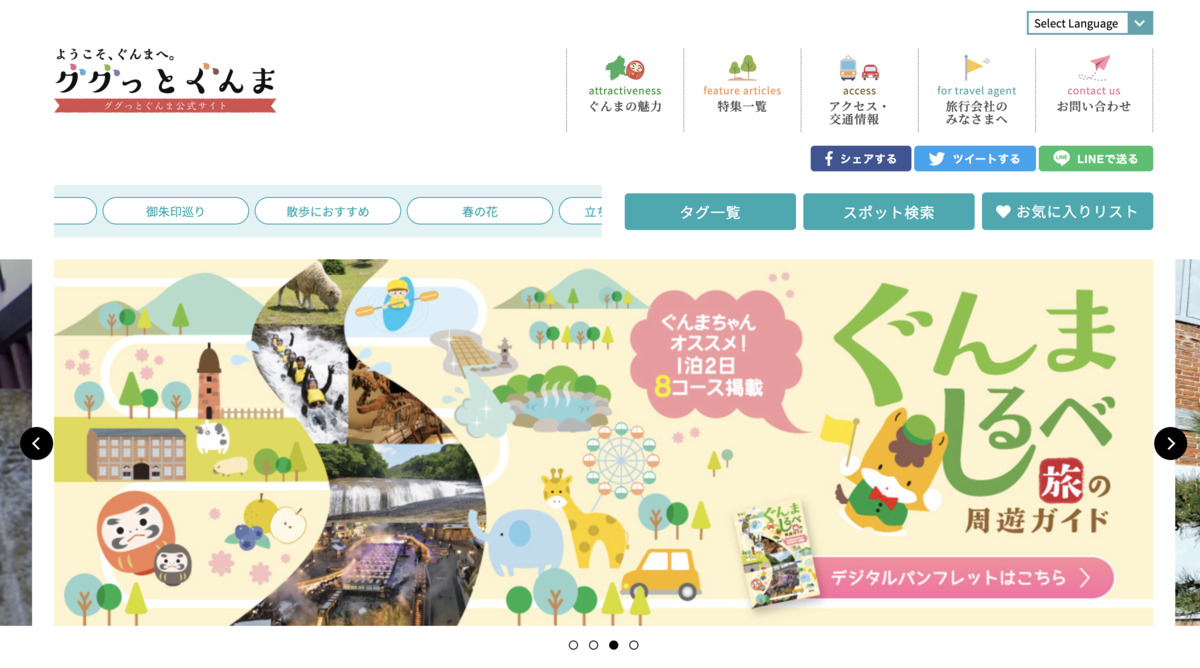 Select Language
ようこそ、ぐんまへ。
ググっとぐんま
ググっとぐんま公式サイト
attractiveness
ぐんまの魅力
feature articles
特集一覧
access
アクセス・
交通情報
for travel agent
旅行会社の
みなさまへ
contact us
お問い合わせ
シェアする
ツイートする
LINE
LINEで送る
御朱印巡り
散歩におすすめ
春の花
立ち
タグ一覧
スポット検索
お気に入りリスト
ぐんまちゃん
オススメ!
1泊2日
8コース掲載
ぐんま
しるべ
旅の
周遊ガイド
ぐんま
しるべ
デジタルパンフレットはこちら